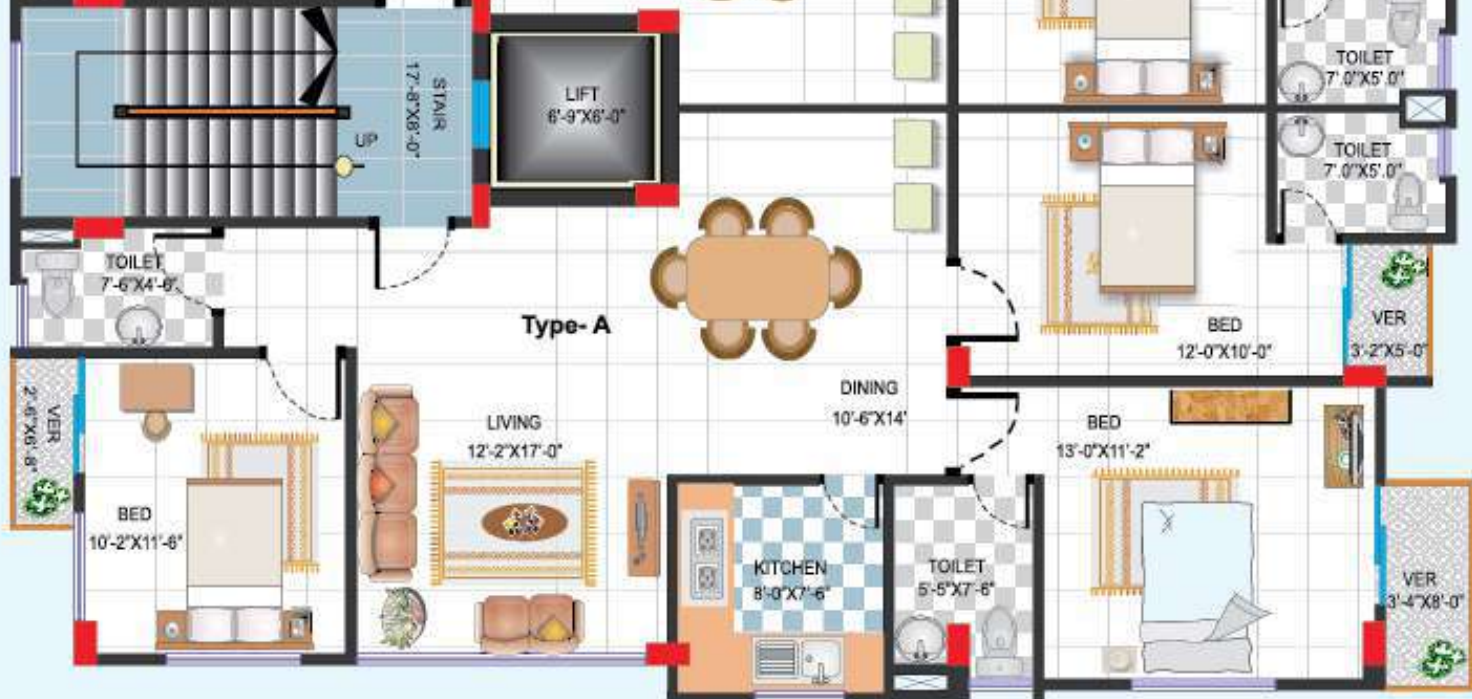 STAIR
17'-8"X8'-0"
UP
LIFT
6'-9"X6'-0"
TOILET
7'.0"X5'.0"
TOILET
7'.0"X5'.0"
TOILET
7'-6"X4'-6"
Type- A
BED
12'-0"X10'-0"
VER
3'-2"X5'-0"
DINING
10'-6"X14'
VER
2'-6"X6'-8"
LIVING
12'-2"X17'-0"
BED
13'-0"X11'-2"
BED
10'-2"X11'-6"
KITCHEN
8'-0"X7'-6"
TOILET
5'-5"X7'-6"
VER
3'-4"X8'-0"